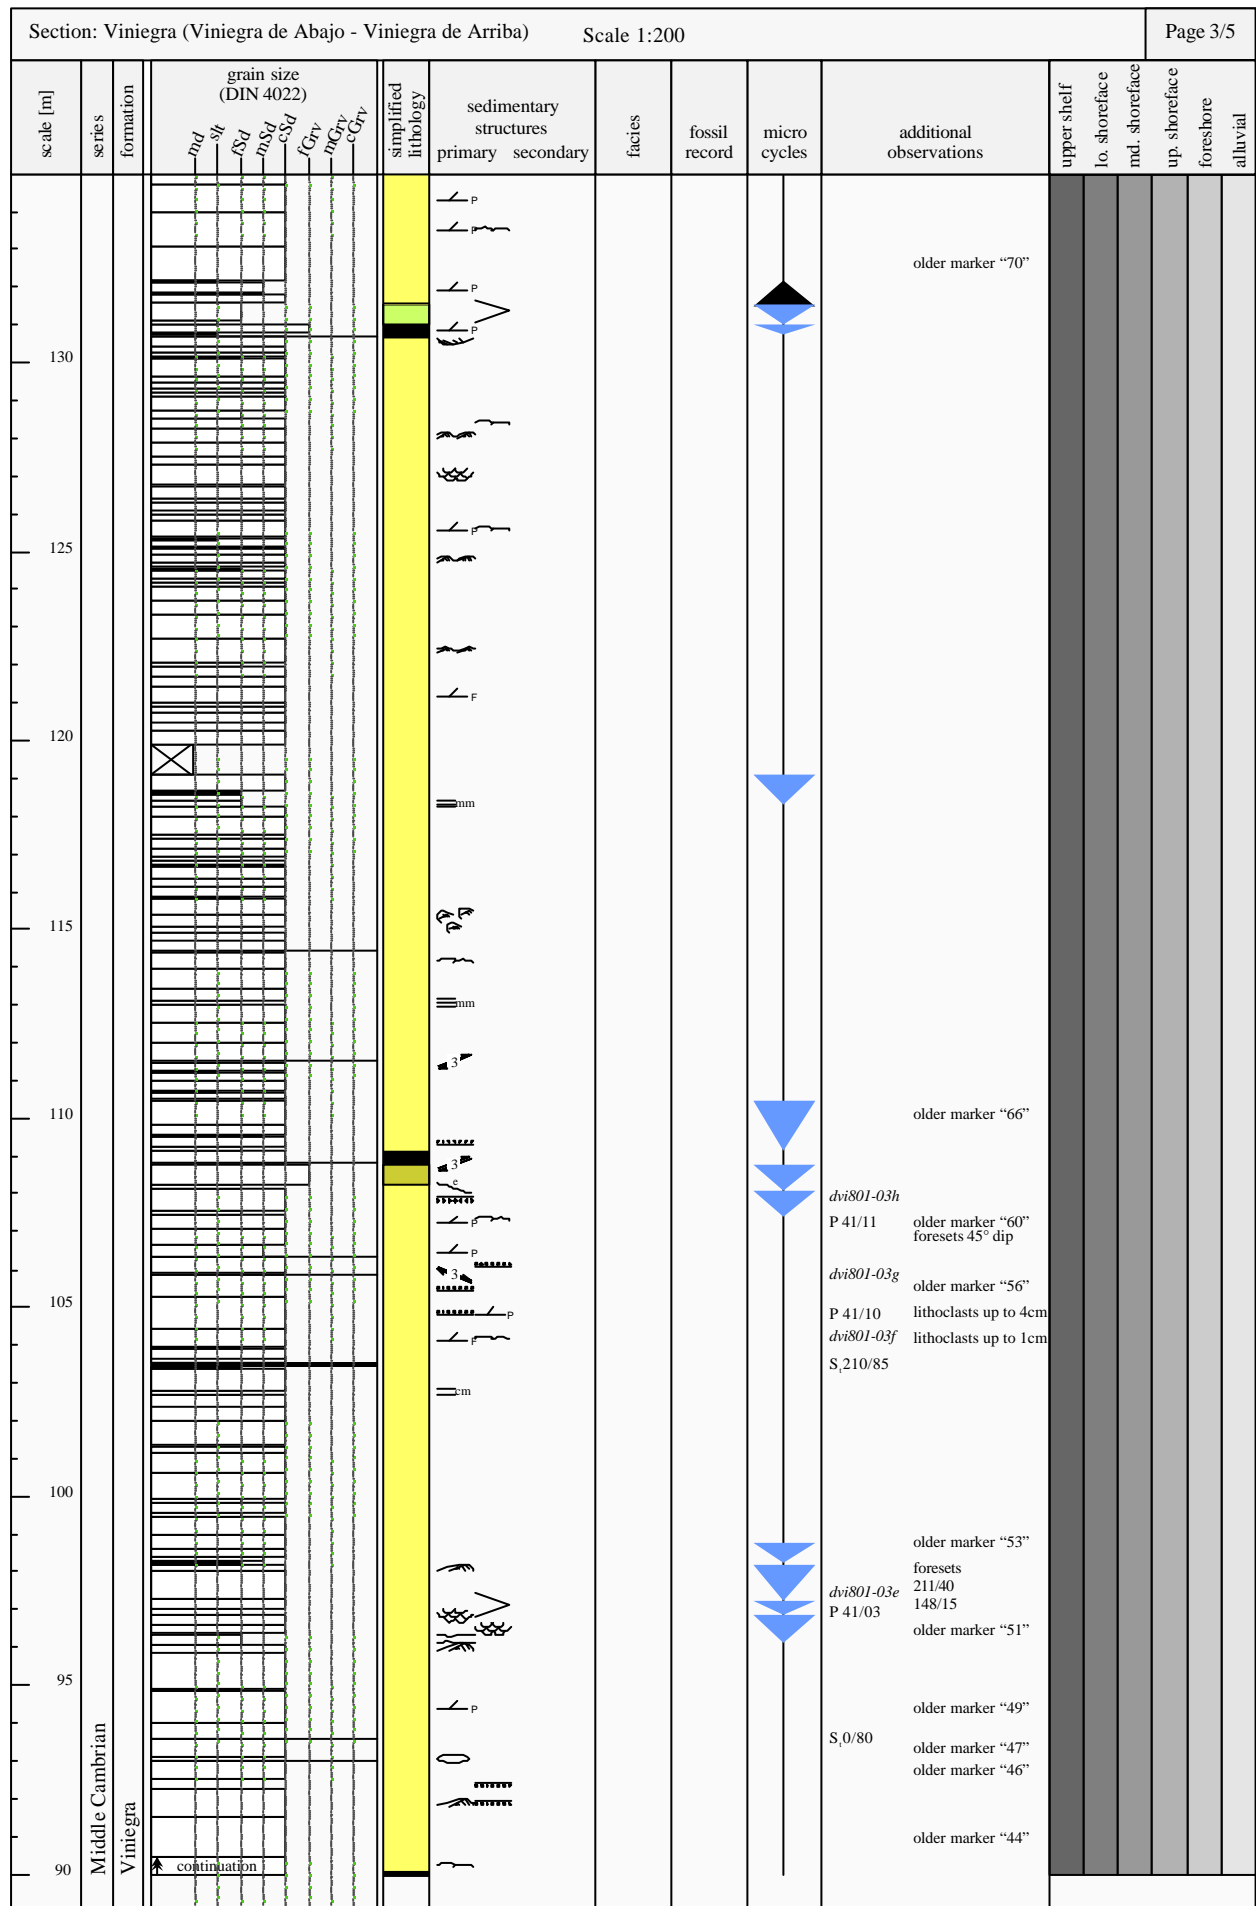 Section: Viniegra (Viniegra de Abajo - Viniegra de Arriba) Scale 1:200 Page 3/5
scale [m]
series
formation
grain size
(DIN 4022)
md
slt
fSd
mSd
cSd
fGrv
mGrv
cGrv
simplified
lithology
sedimentary
structures
primary secondary
facies
fossil
record
micro
cycles
additional
observations
upper shelf
lo. shoreface
md. shoreface
up. shoreface
foreshore
alluvial
P
P
older marker “70”
P
P
130
P
125
F
120
mm
115
mm
3
110
older marker “66”
3
e
dvi801-03h
P
P 41/11 older marker “60”
foresets 45° dip
P
3
dvi801-03g
older marker “56”
105
P
P 41/10 lithoclasts up to 4cm
F
dvi801-03f lithoclasts up to 1cm
S₁210/85
cm
100
older marker “53”
foresets
211/40
dvi801-03e
148/15
P 41/03
older marker “51”
95
P
older marker “49”
S₁0/80
older marker “47”
older marker “46”
older marker “44”
Middle Cambrian
Viniegra
90
continuation